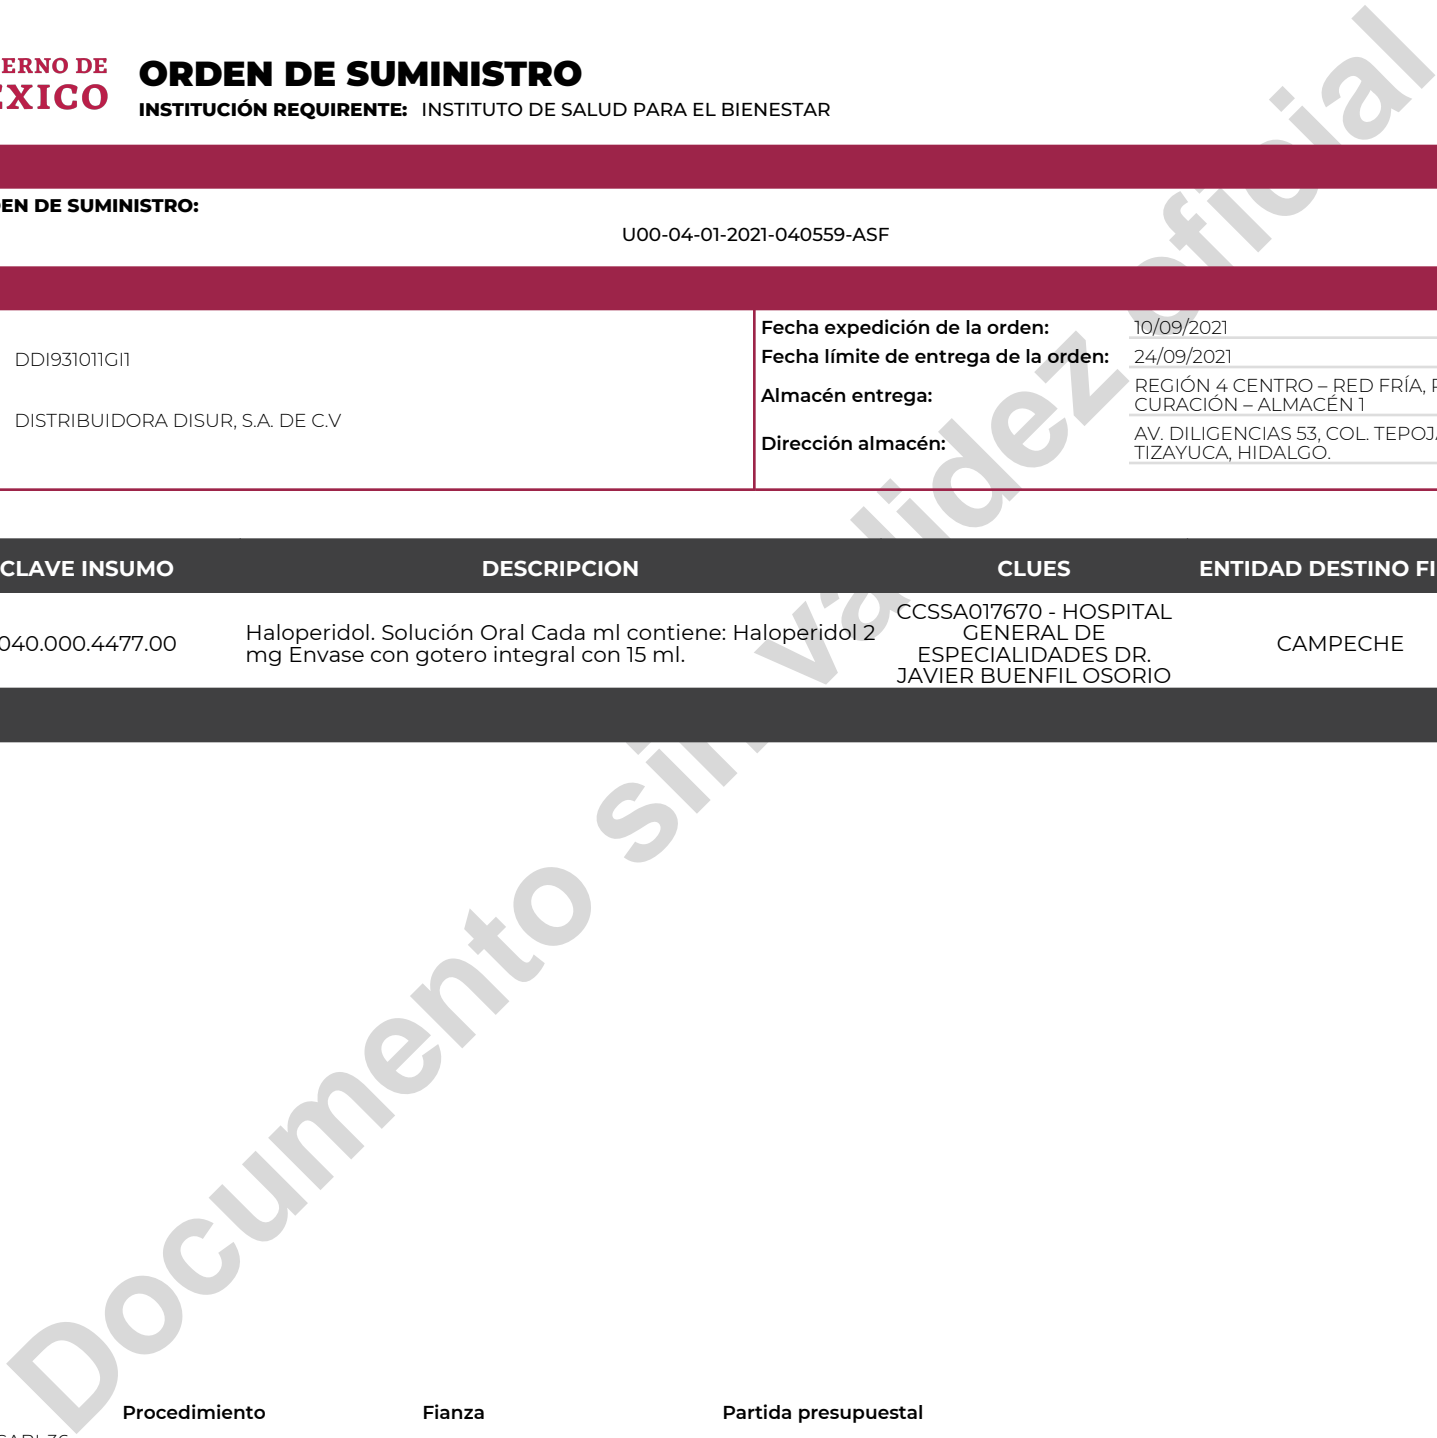 ERNO DE
EXICO
ORDEN DE SUMINISTRO
INSTITUCIÓN REQUIRENTE: INSTITUTO DE SALUD PARA EL BIENESTAR
EN DE SUMINISTRO:
U00-04-01-2021-040559-ASF
DDI931011GI1
DISTRIBUIDORA DISUR, S.A. DE C.V
Fecha expedición de la orden: 10/09/2021
Fecha límite de entrega de la orden: 24/09/2021
Almacén entrega: REGIÓN 4 CENTRO – RED FRÍA,
CURACIÓN – ALMACÉN 1
Dirección almacén: AV. DILIGENCIAS 53, COL. TEPOJ
TIZAYUCA, HIDALGO.
CLAVE INSUMO DESCRIPCION CLUES ENTIDAD DESTINO FI
040.000.4477.00
Haloperidol. Solución Oral Cada ml contiene: Haloperidol 2
mg Envase con gotero integral con 15 ml.
CCSSA017670 - HOSPITAL
GENERAL DE
ESPECIALIDADES DR.
JAVIER BUENFIL OSORIO
CAMPECHE
Documento sin validez oficial
Procedimiento Fianza Partida presupuestal